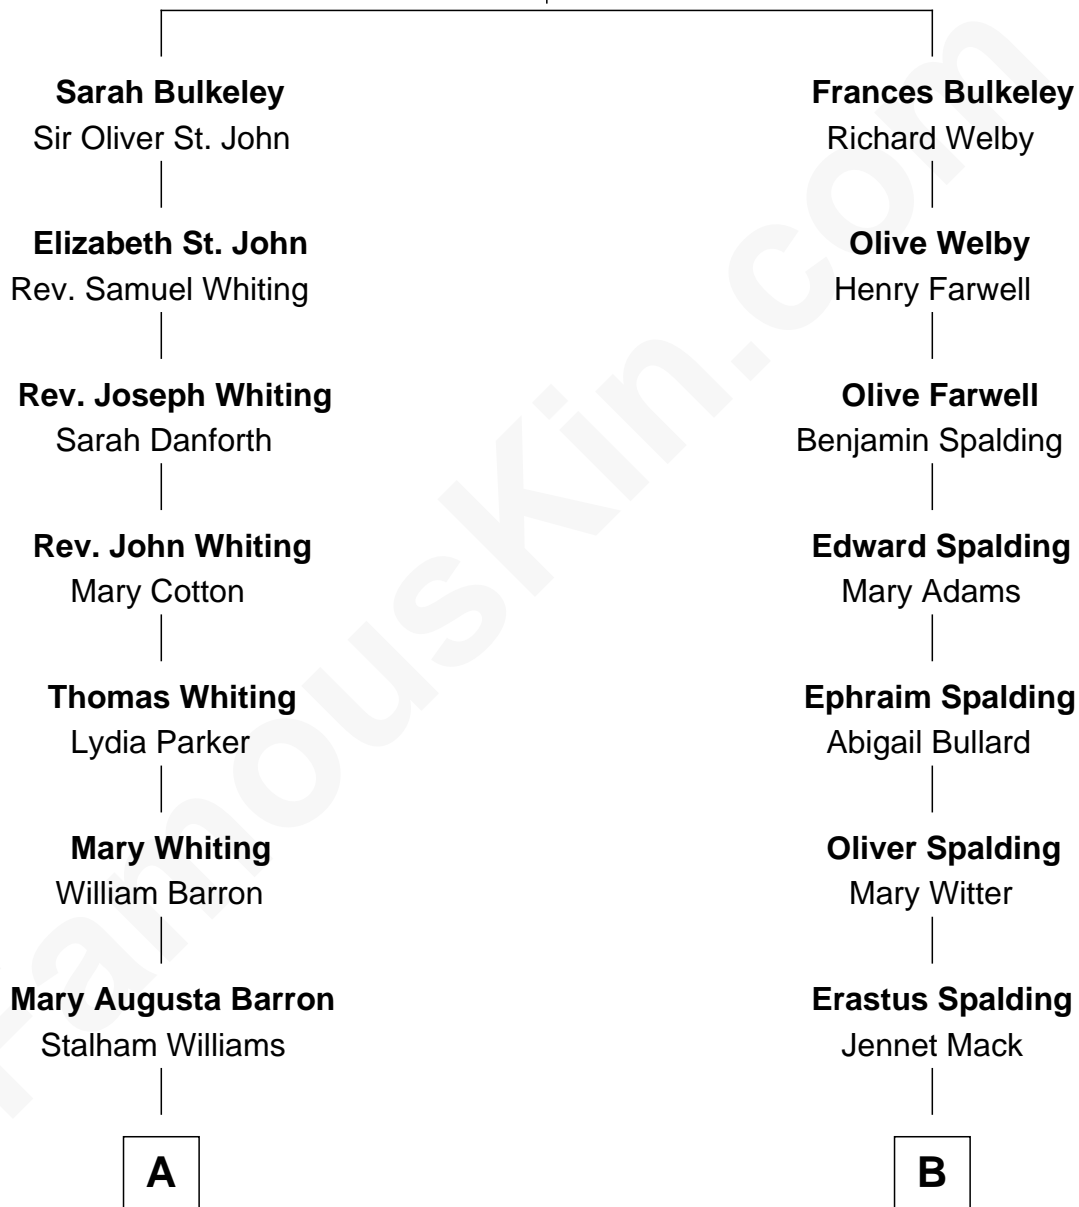 Sarah Bulkeley
Sir Oliver St. John
Elizabeth St. John
Rev. Samuel Whiting
Rev. Joseph Whiting
Sarah Danforth
Rev. John Whiting
Mary Cotton
Thomas Whiting
Lydia Parker
Mary Whiting
William Barron
Mary Augusta Barron
Stalham Williams
A
Frances Bulkeley
Richard Welby
Olive Welby
Henry Farwell
Olive Farwell
Benjamin Spalding
Edward Spalding
Mary Adams
Ephraim Spalding
Abigail Bullard
Oliver Spalding
Mary Witter
Erastus Spalding
Jennet Mack
B
FamousKin.com